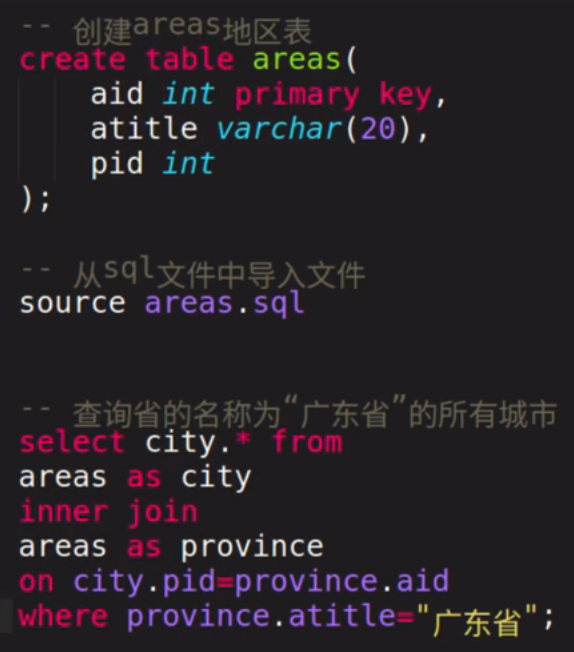 -- 创建areas地区表
create table areas(
    aid int primary key,
    atitle varchar(20),
    pid int
);
-- 从sql文件中导入文件
source areas.sql
-- 查询省的名称为“广东省”的所有城市
select city.* from
areas as city
inner join
areas as province
on city.pid=province.aid
where province.atitle="广东省";